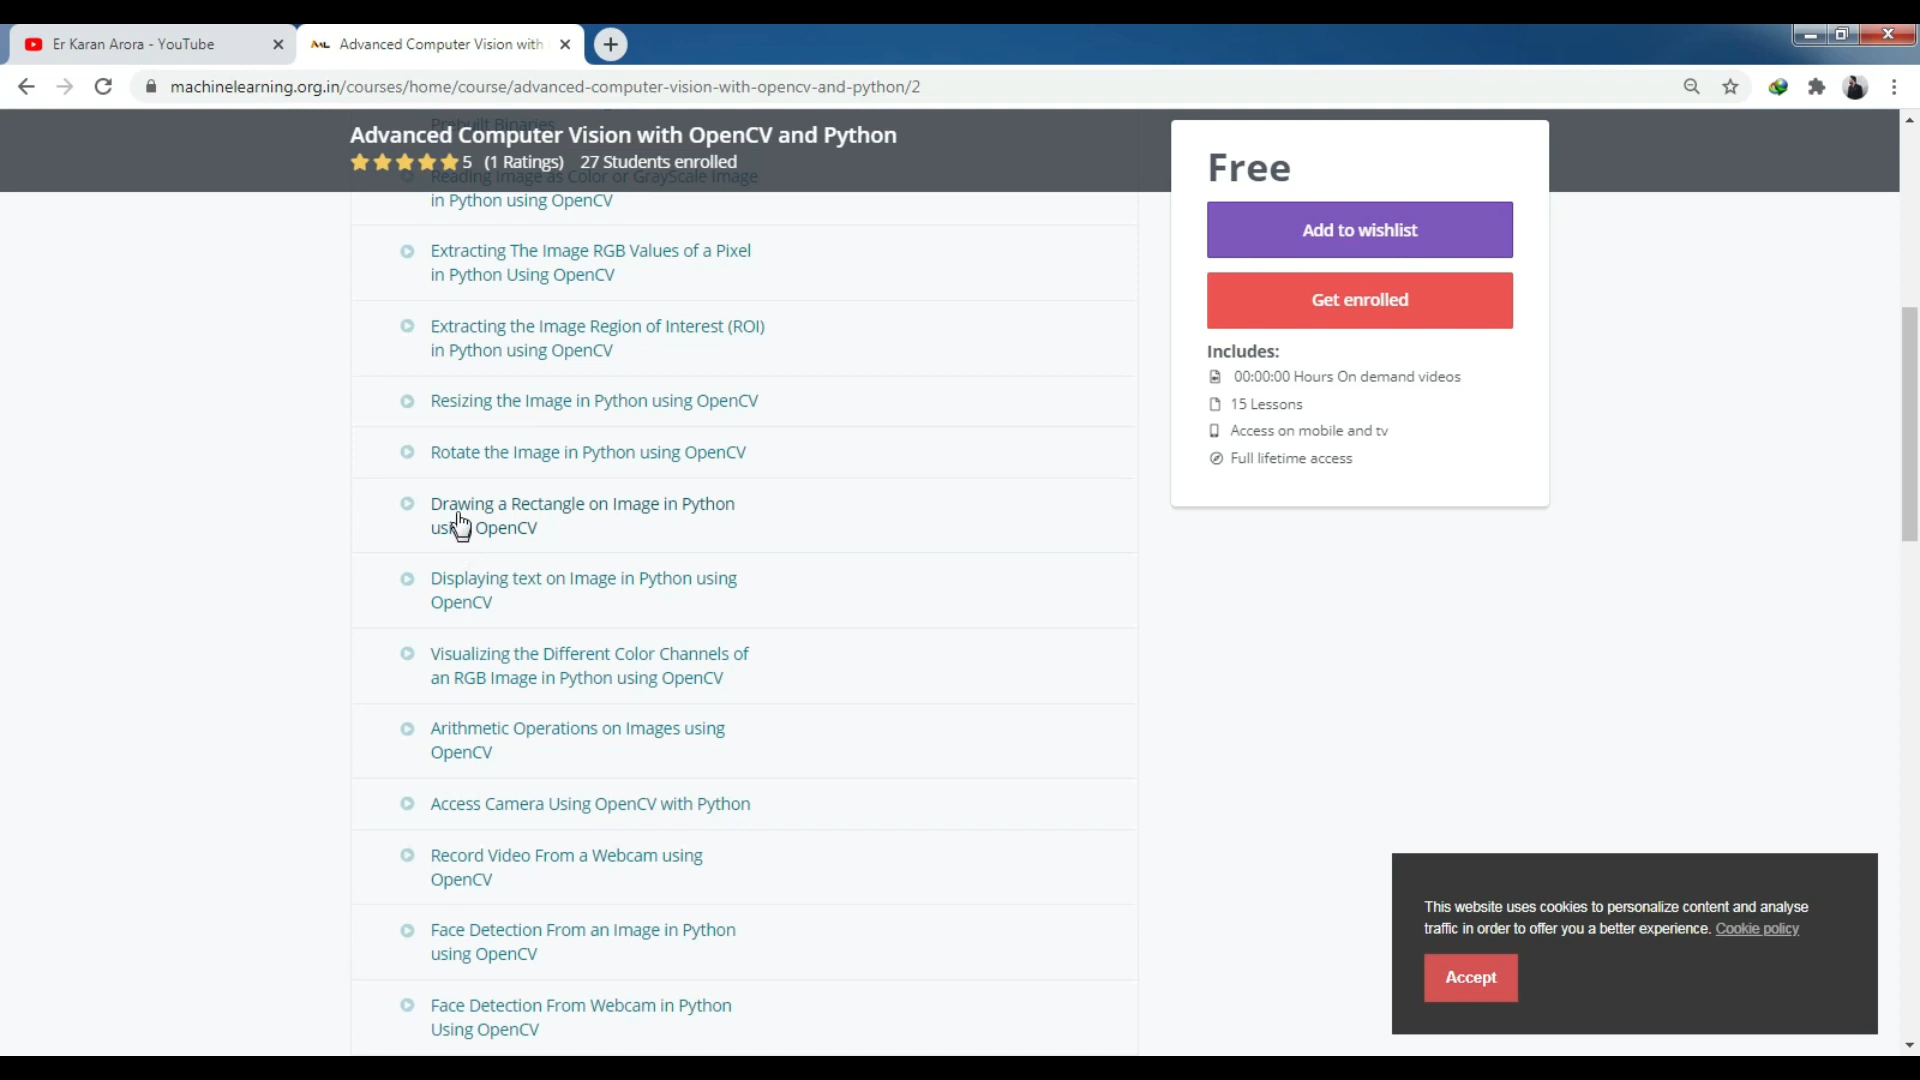 Er Karan Arora - YouTube
Advanced Computer Vision with
machinelearning.org.in/courses/home/course/advanced-computer-vision-with-opencv-and-python/2
Prebuilt Binaries
Advanced Computer Vision with OpenCV and Python
5 (1 Ratings) 27 Students enrolled
Reading Image as Color or GrayScale Image
in Python using OpenCV
Extracting The Image RGB Values of a Pixel
in Python Using OpenCV
Extracting the Image Region of Interest (ROI)
in Python using OpenCV
Resizing the Image in Python using OpenCV
Rotate the Image in Python using OpenCV
Drawing a Rectangle on Image in Python
OpenCV
Displaying text on Image in Python using
OpenCV
Visualizing the Different Color Channels of
an RGB Image in Python using OpenCV
Arithmetic Operations on Images using
OpenCV
Access Camera Using OpenCV with Python
Record Video From a Webcam using
OpenCV
Face Detection From an Image in Python
using OpenCV
Face Detection From Webcam in Python
Using OpenCV
Free
Add to wishlist
Get enrolled
Includes:
00:00:00 Hours On demand videos
15 Lessons
Access on mobile and tv
Full lifetime access
This website uses cookies to personalize content and analyse
traffic in order to offer you a better experience. Cookie policy
Accept